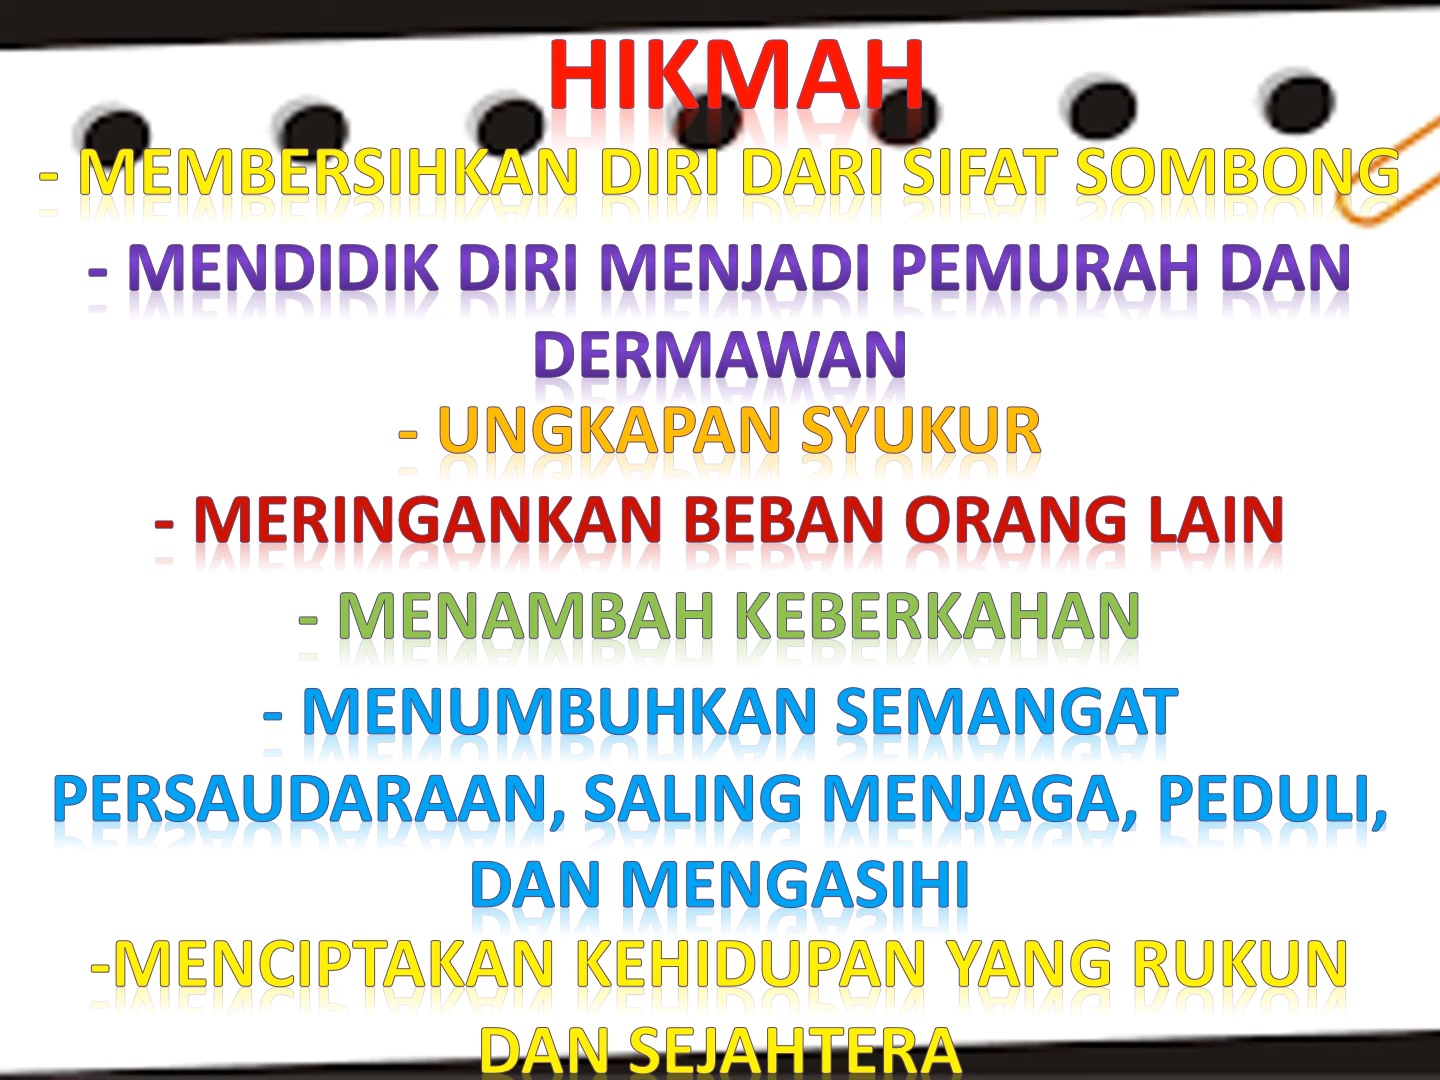 HIKMAH
- MEMBERSIHKAN DIRI DARI SIFAT SOMBONG
- MENDIDIK DIRI MENJADI PEMURAH DAN
DERMAWAN
- UNGKAPAN SYUKUR
- MERINGANKAN BEBAN ORANG LAIN
- MENAMBAH KEBERKAHAN
- MENUMBUHKAN SEMANGAT
PERSAUDARAAN, SALING MENJAGA, PEDULI,
DAN MENGASIHI
-MENCIPTAKAN KEHIDUPAN YANG RUKUN
DAN SEJAHTERA